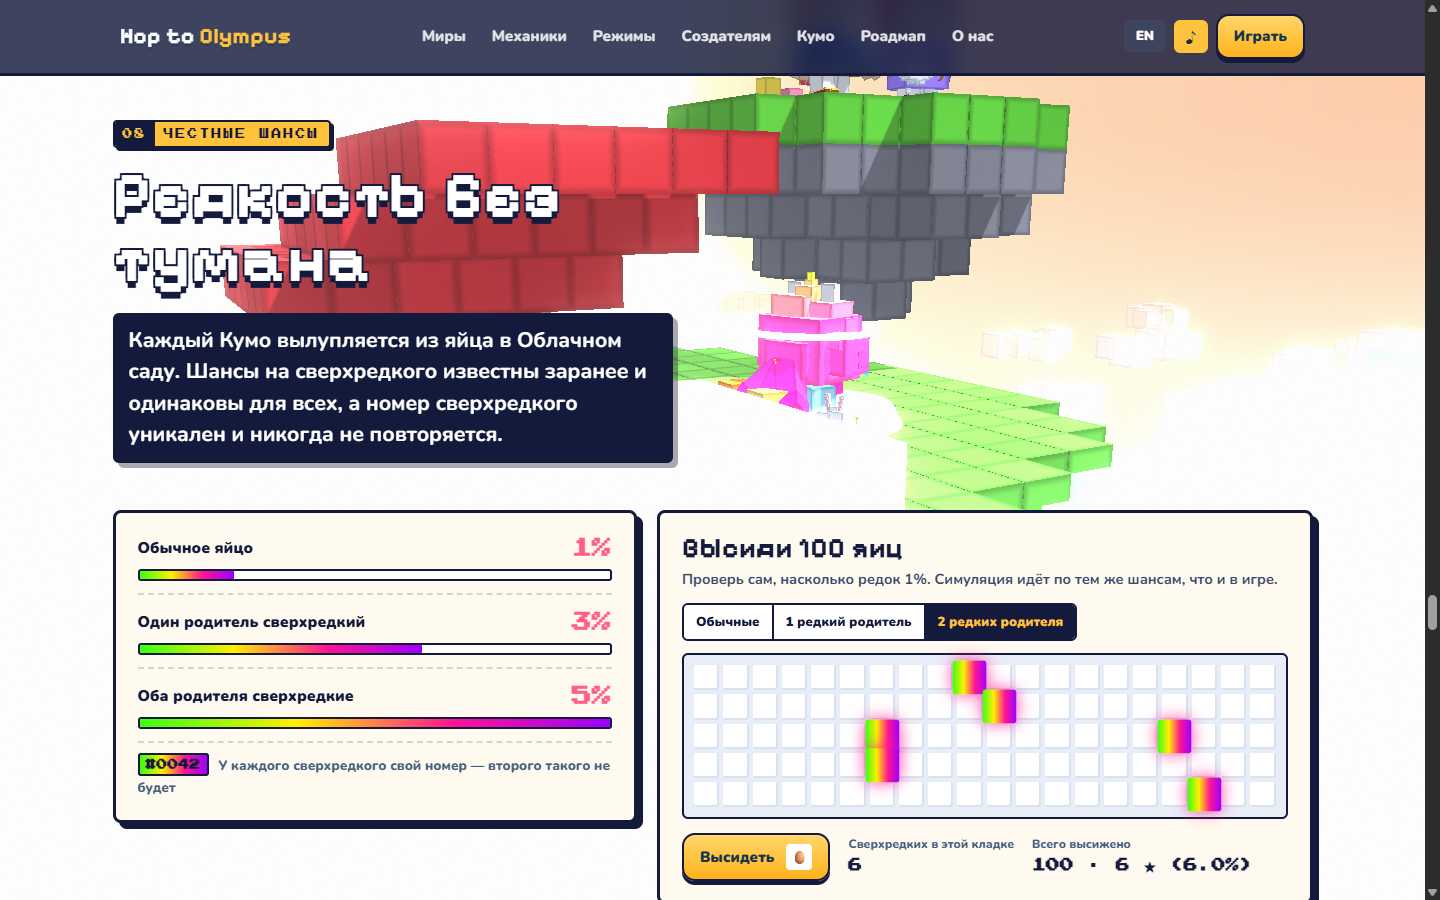 Hop to Olympus
Миры Механики Режимы Создателям Кумо Роадмап О нас
EN
Играть
08 ЧЕСТНЫЕ ШАНСЫ
Редкость без
тумана
Каждый Кумо вылупляется из яйца в Облачном
саду. Шансы на сверхредкого известны заранее и
одинаковы для всех, а номер сверхредкого
уникален и никогда не повторяется.
Обычное яйцо 1%
Один родитель сверхредкий 3%
Оба родителя сверхредкие 5%
#0042 У каждого сверхредкого свой номер — второго такого не
будет
Высиди 100 яиц
Проверь сам, насколько редок 1%. Симуляция идёт по тем же шансам, что и в игре.
Обычные 1 редкий родитель 2 редких родителя
Высидеть
Сверхредких в этой кладке
6
Всего высижено
100 · 6 ★ (6.0%)